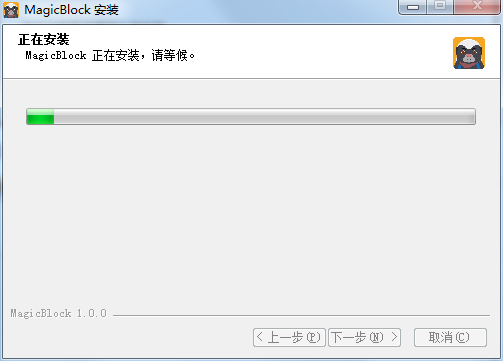 MagicBlock 安装
正在安装
MagicBlock 正在安装，请等候。
MagicBlock 1.0.0
< 上一步(P) 下一步(N) > 取消(C)